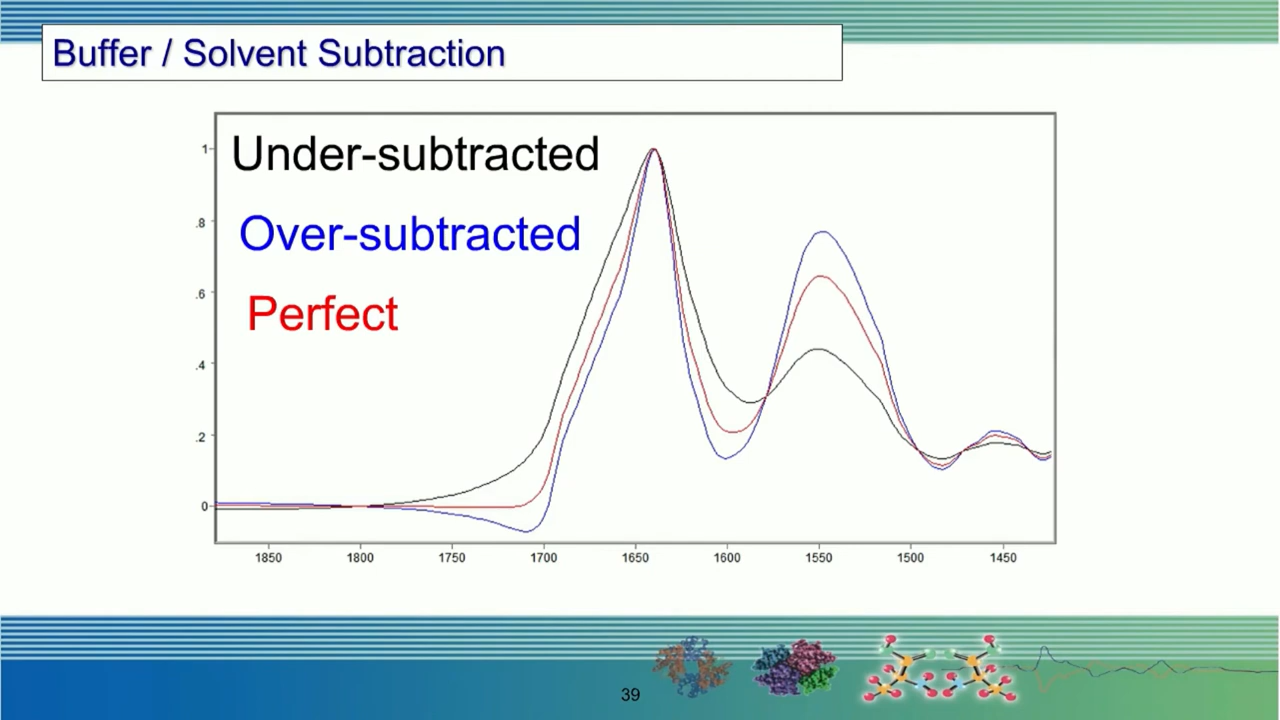 Buffer / Solvent Subtraction
Under-subtracted
Over-subtracted
Perfect
1
.8
.6
.4
.2
0
1850 1800 1750 1700 1650 1600 1550 1500 1450
39